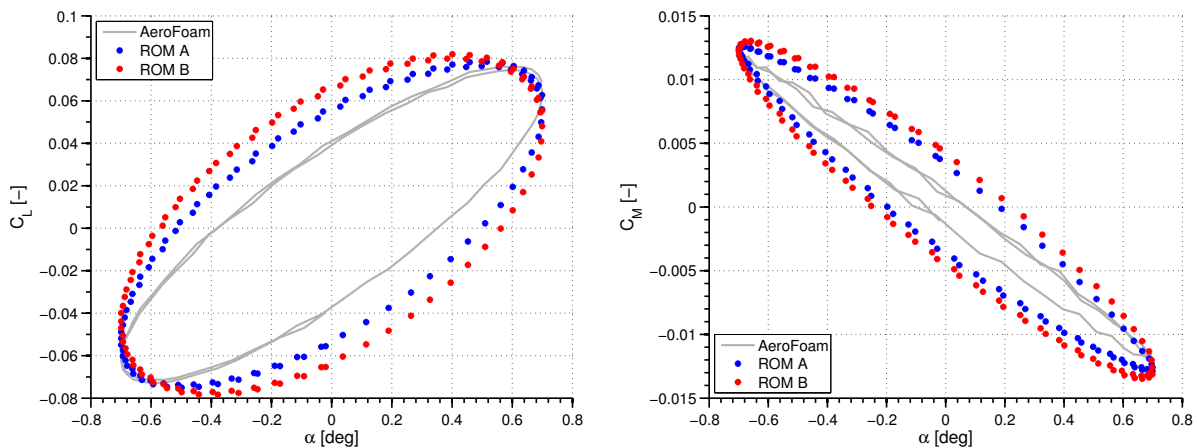 0.1
0.08
0.06
0.04
0.02
0
−0.02
−0.04
−0.06
−0.08
C_L [−]
AeroFoam
ROM A
ROM B
−0.8 −0.6 −0.4 −0.2 0 0.2 0.4 0.6 0.8
α [deg]
0.015
0.01
0.005
0
−0.005
−0.01
−0.015
C_M [−]
AeroFoam
ROM A
ROM B
−0.8 −0.6 −0.4 −0.2 0 0.2 0.4 0.6 0.8
α [deg]